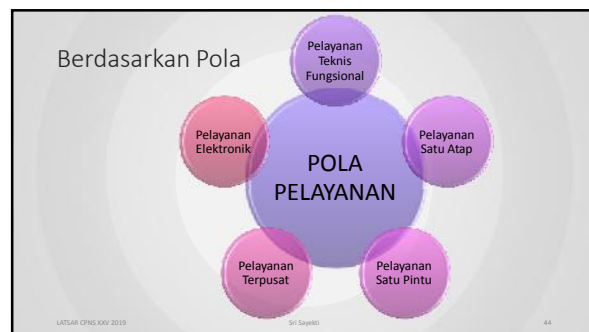 Berdasarkan Pola
Pelayanan
Teknis
Fungsional
Pelayanan
Elektronik
Pelayanan
Satu Atap
POLA
PELAYANAN
Pelayanan
Terpusat
Pelayanan
Satu Pintu
LATSAR CPNS XXV 2019
Sri Sayekti
44